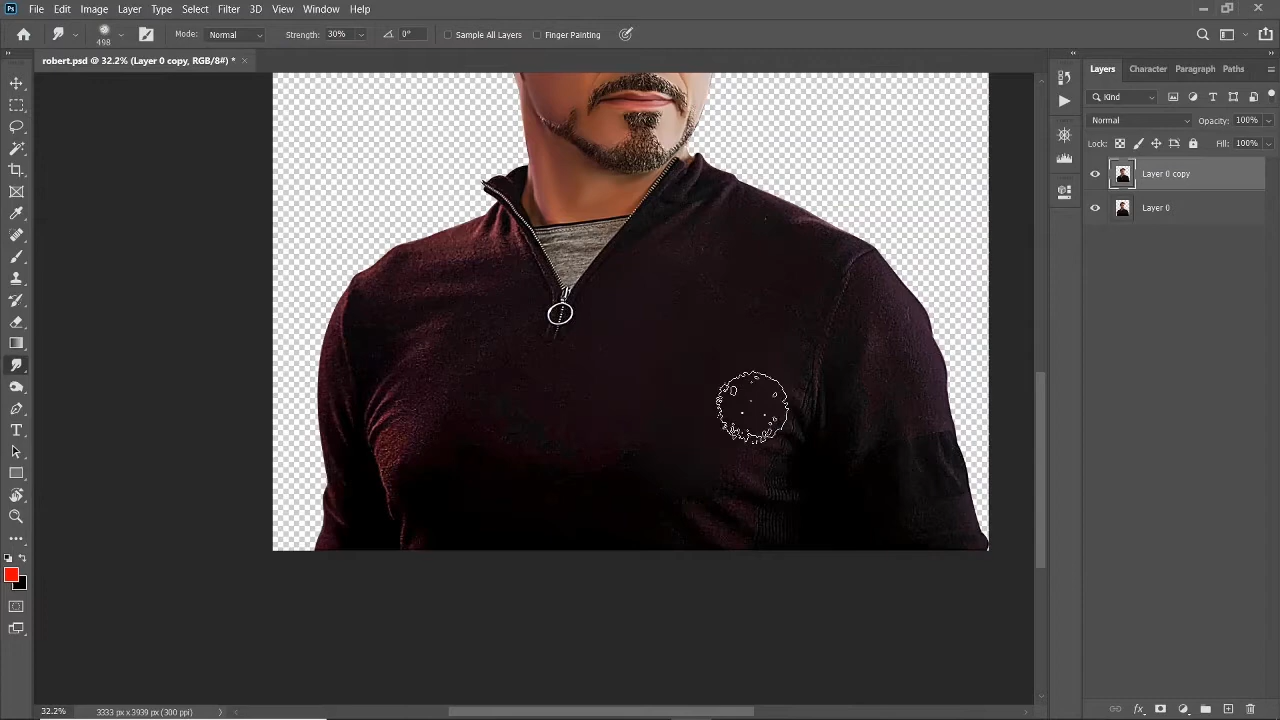 Ps File Edit Image Layer Type Select Filter 3D View Window Help
498 Mode: Normal Strength: 30% 0° Sample All Layers Finger Painting
robert.psd @ 32.2% (Layer 0 copy, RGB/8#) * ×
Layers Character Paragraph Paths
Kind
Normal Opacity: 100%
Lock: Fill: 100%
Layer 0 copy
Layer 0
T
32.2% 3333 px x 3939 px (300 ppi)
fx